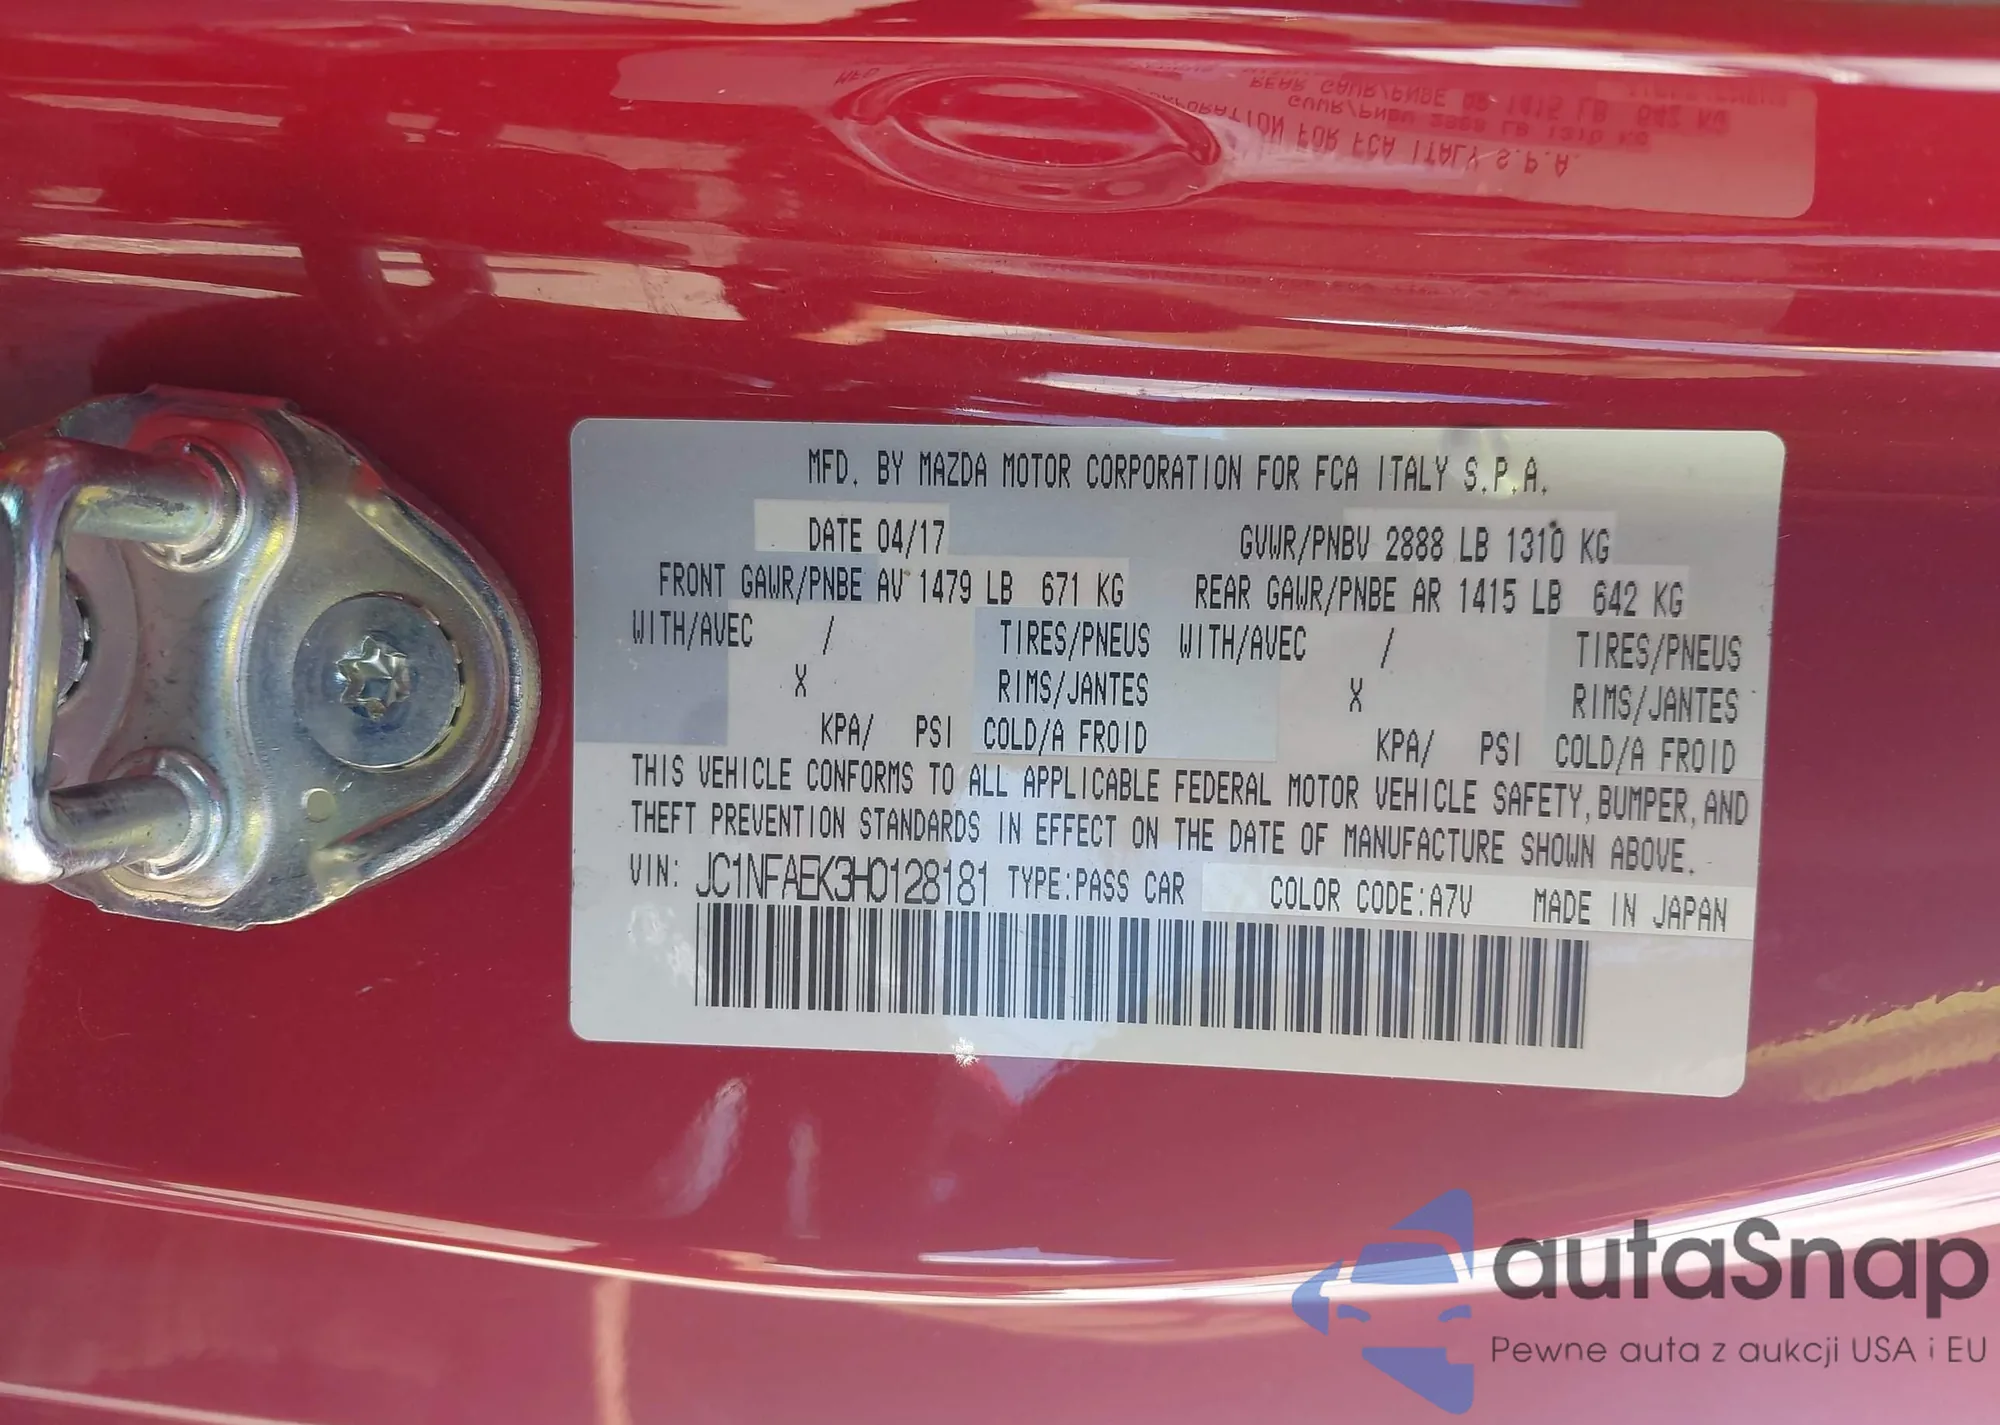 MFD. BY MAZDA MOTOR CORPORATION FOR FCA ITALY S.P.A.
DATE 04/17 GVWR/PNBV 2888 LB 1310 KG
FRONT GAWR/PNBE AV 1479 LB 671 KG REAR GAWR/PNBE AR 1415 LB 642 KG
WITH/AVEC / TIRES/PNEUS WITH/AVEC / TIRES/PNEUS
X RIMS/JANTES X RIMS/JANTES
KPA/ PSI COLD/A FROID KPA/ PSI COLD/A FROID
THIS VEHICLE CONFORMS TO ALL APPLICABLE FEDERAL MOTOR VEHICLE SAFETY, BUMPER, AND
THEFT PREVENTION STANDARDS IN EFFECT ON THE DATE OF MANUFACTURE SHOWN ABOVE.
VIN: JC1NFAEK3H0128181 TYPE:PASS CAR COLOR CODE:A7V MADE IN JAPAN
autaSnap
Pewne auta z aukcji USA i EU